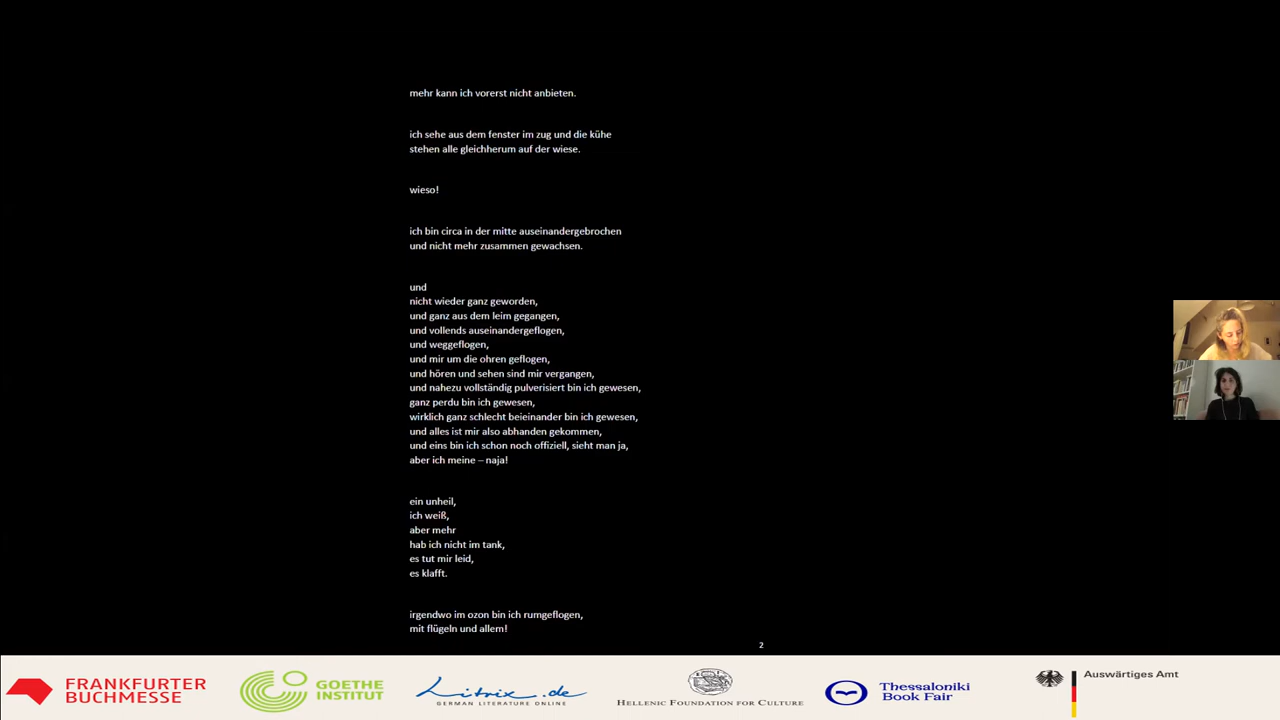 mehr kann ich vorerst nicht anbieten.
ich sehe aus dem fenster im zug und die kühe
stehen alle gleichherum auf der wiese.
wieso!
ich bin circa in der mitte auseinandergebrochen
und nicht mehr zusammen gewachsen.
und
nicht wieder ganz geworden,
und ganz aus dem leim gegangen,
und vollends auseinandergeflogen,
und weggeflogen,
und mir um die ohren geflogen,
und hören und sehen sind mir vergangen,
und nahezu vollständig pulverisiert bin ich gewesen,
ganz perdu bin ich gewesen,
wirklich ganz schlecht beieinander bin ich gewesen,
und alles ist mir also abhanden gekommen,
und eins bin ich schon noch offiziell, sieht man ja,
aber ich meine – naja!
ein unheil,
ich weiß,
aber mehr
hab ich nicht im tank,
es tut mir leid,
es klafft.
irgendwo im ozon bin ich rumgeflogen,
mit flügeln und allem!
2
FRANKFURTER
BUCHMESSE
GOETHE
INSTITUT
Litrix.de
GERMAN LITERATURE ONLINE
HELLENIC FOUNDATION FOR CULTURE
Thessaloniki
Book Fair
Auswärtiges Amt